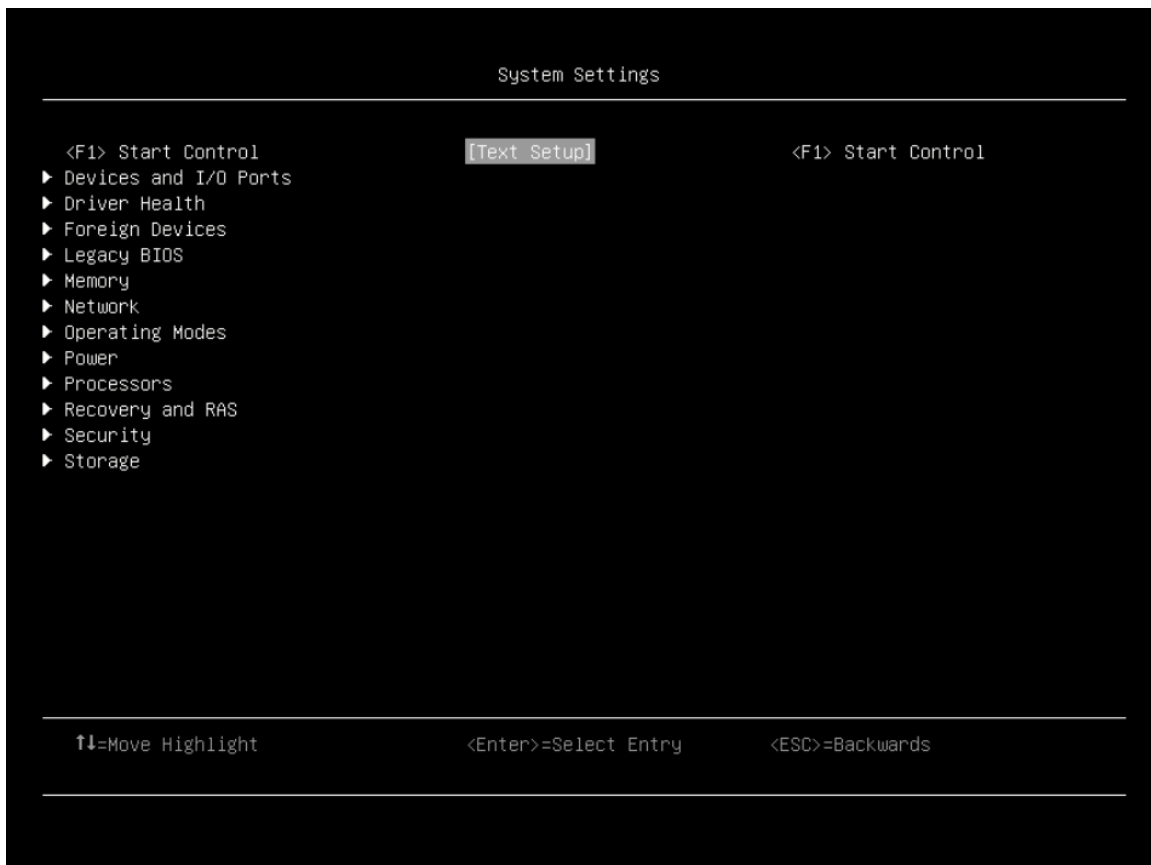 System Settings
<F1> Start Control [Text Setup] <F1> Start Control
▶ Devices and I/O Ports
▶ Driver Health
▶ Foreign Devices
▶ Legacy BIOS
▶ Memory
▶ Network
▶ Operating Modes
▶ Power
▶ Processors
▶ Recovery and RAS
▶ Security
▶ Storage
↑↓=Move Highlight <Enter>=Select Entry <ESC>=Backwards